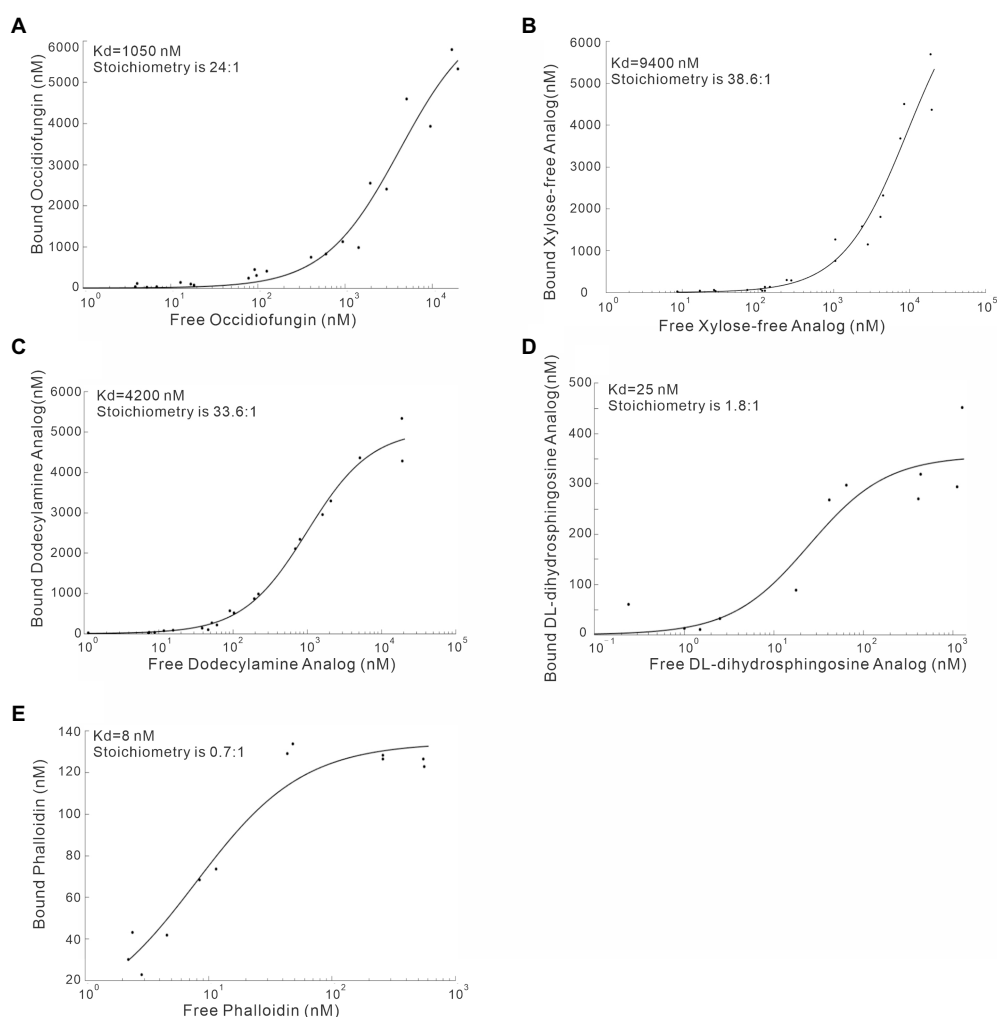 A
Kd=1050 nM
Stoichiometry is 24:1
Bound Occidiofungin (nM)
6000
5000
4000
3000
2000
1000
0
10^0 10^1 10^2 10^3 10^4
Free Occidiofungin (nM)
B
Kd=9400 nM
Stoichiometry is 38.6:1
Bound Xylose-free Analog(nM)
6000
5000
4000
3000
2000
1000
0
10^0 10^1 10^2 10^3 10^4 10^5
Free Xylose-free Analog (nM)
C
Kd=4200 nM
Stoichiometry is 33.6:1
Bound Dodecylamine Analog(nM)
6000
5000
4000
3000
2000
1000
0
10^0 10^1 10^2 10^3 10^4 10^5
Free Dodecylamine Analog (nM)
D
Kd=25 nM
Stoichiometry is 1.8:1
Bound DL-dihydrosphingosine Analog(nM)
500
400
300
200
100
0
10^-1 10^0 10^1 10^2 10^3
Free DL-dihydrosphingosine Analog (nM)
E
Kd=8 nM
Stoichiometry is 0.7:1
Bound Phalloidin (nM)
140
120
100
80
60
40
20
10^0 10^1 10^2 10^3
Free Phalloidin (nM)